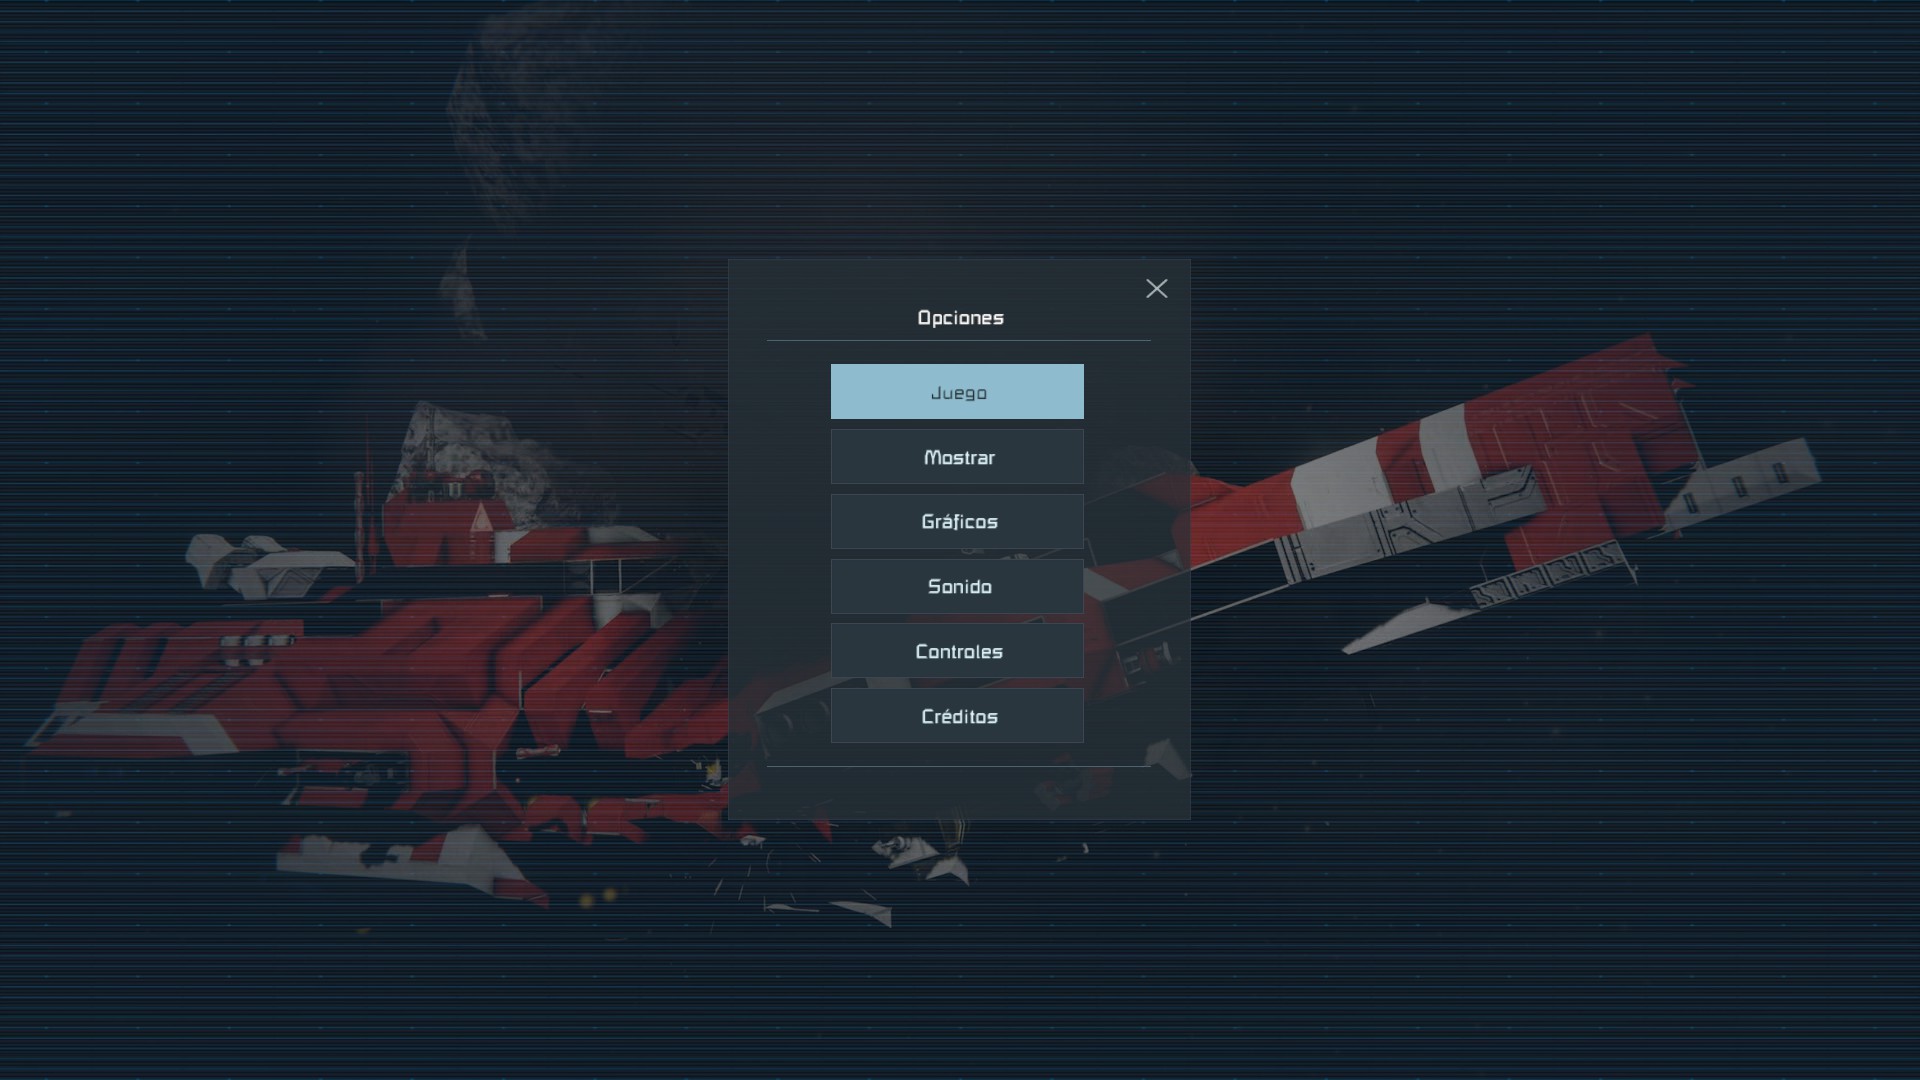 Opciones
Juego
Mostrar
Gráficos
Sonido
Controles
Créditos